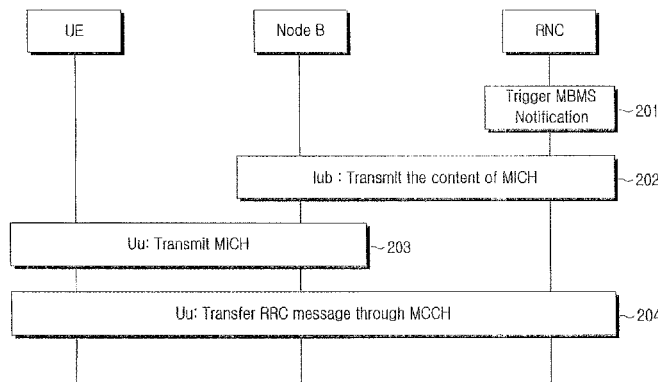 UE
Node B
RNC
Trigger MBMS
Notification
201
Iub : Transmit the content of MICH
202
Uu: Transmit MICH
203
Uu: Transfer RRC message through MCCH
204